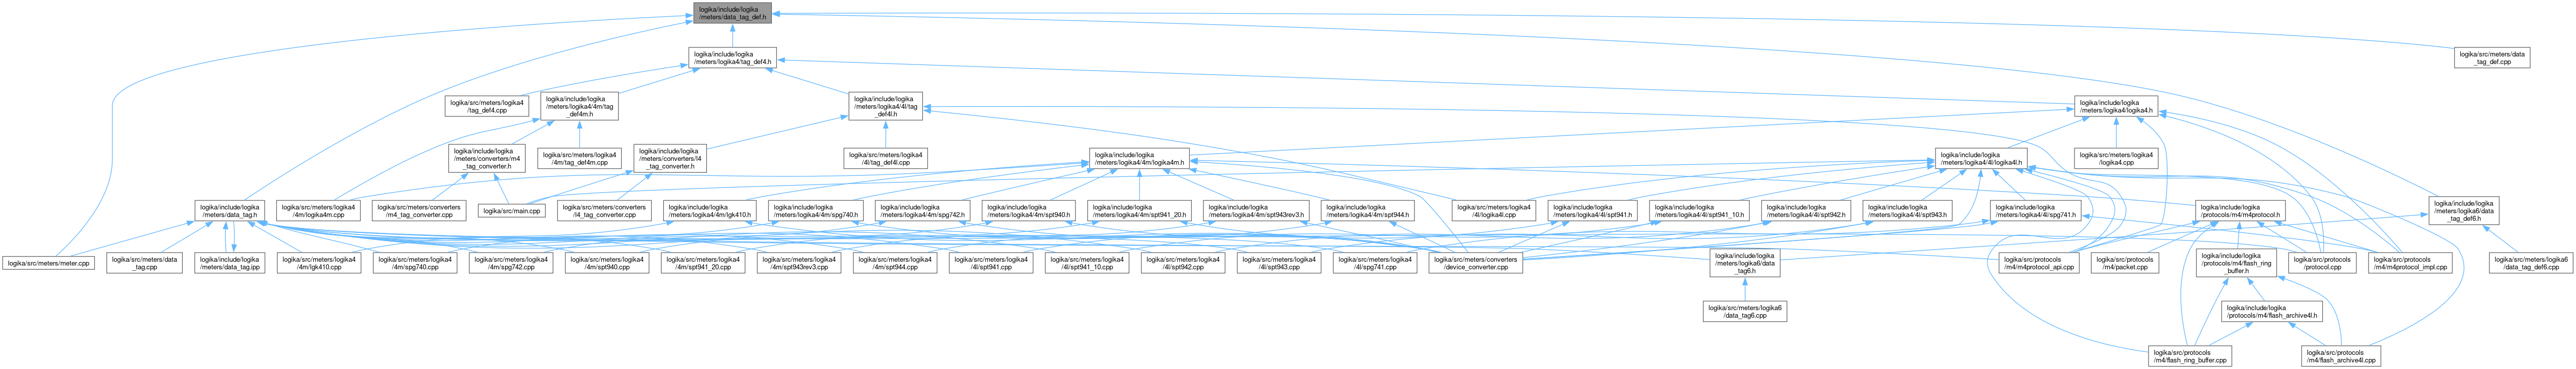 logika/include/logika
/meters/data_tag_def.h
logika/include/logika
/meters/logika4/tag_def4.h
logika/src/meters/data
_tag_def.cpp
logika/src/meters/logika4
/tag_def4.cpp
logika/include/logika
/meters/logika4/4m/tag
_def4m.h
logika/include/logika
/meters/logika4/4l/tag
_def4l.h
logika/include/logika
/meters/logika4/logika4.h
logika/include/logika
/meters/converters/m4
_tag_converter.h
logika/src/meters/logika4
/4m/tag_def4m.cpp
logika/include/logika
/meters/converters/l4
_tag_converter.h
logika/src/meters/logika4
/4l/tag_def4l.cpp
logika/include/logika
/meters/logika4/4m/logika4m.h
logika/include/logika
/meters/logika4/4l/logika4l.h
logika/src/meters/logika4
/logika4.cpp
logika/include/logika
/meters/data_tag.h
logika/src/meters/logika4
/4m/logika4m.cpp
logika/src/meters/converters
/m4_tag_converter.cpp
logika/src/main.cpp
logika/src/meters/converters
/l4_tag_converter.cpp
logika/include/logika
/meters/logika4/4m/lgk410.h
logika/include/logika
/meters/logika4/4m/spg740.h
logika/include/logika
/meters/logika4/4m/spg742.h
logika/include/logika
/meters/logika4/4m/spt940.h
logika/include/logika
/meters/logika4/4m/spt941_20.h
logika/include/logika
/meters/logika4/4m/spt943rev3.h
logika/include/logika
/meters/logika4/4m/spt944.h
logika/src/meters/logika4
/4l/logika4l.cpp
logika/include/logika
/meters/logika4/4l/spt941.h
logika/include/logika
/meters/logika4/4l/spt941_10.h
logika/include/logika
/meters/logika4/4l/spt942.h
logika/include/logika
/meters/logika4/4l/spt943.h
logika/include/logika
/meters/logika4/4l/spg741.h
logika/include/logika
/protocols/m4/m4protocol.h
logika/include/logika
/meters/logika6/data
_tag_def6.h
logika/src/meters/meter.cpp
logika/src/meters/data
_tag.cpp
logika/include/logika
/meters/data_tag.ipp
logika/src/meters/logika4
/4m/lgk410.cpp
logika/src/meters/logika4
/4m/spg740.cpp
logika/src/meters/logika4
/4m/spg742.cpp
logika/src/meters/logika4
/4m/spt940.cpp
logika/src/meters/logika4
/4m/spt941_20.cpp
logika/src/meters/logika4
/4m/spt943rev3.cpp
logika/src/meters/logika4
/4m/spt944.cpp
logika/src/meters/logika4
/4l/spt941.cpp
logika/src/meters/logika4
/4l/spt941_10.cpp
logika/src/meters/logika4
/4l/spt942.cpp
logika/src/meters/logika4
/4l/spt943.cpp
logika/src/meters/logika4
/4l/spg741.cpp
logika/src/meters/converters
/device_converter.cpp
logika/include/logika
/meters/logika6/data
_tag6.h
logika/src/protocols
/m4/m4protocol_api.cpp
logika/src/protocols
/m4/packet.cpp
logika/include/logika
/protocols/m4/flash_ring
_buffer.h
logika/src/protocols
/protocol.cpp
logika/src/protocols
/m4/m4protocol_impl.cpp
logika/src/meters/logika6
/data_tag_def6.cpp
logika/src/meters/logika6
/data_tag6.cpp
logika/include/logika
/protocols/m4/flash_archive4l.h
logika/src/protocols
/m4/flash_ring_buffer.cpp
logika/src/protocols
/m4/flash_archive4l.cpp